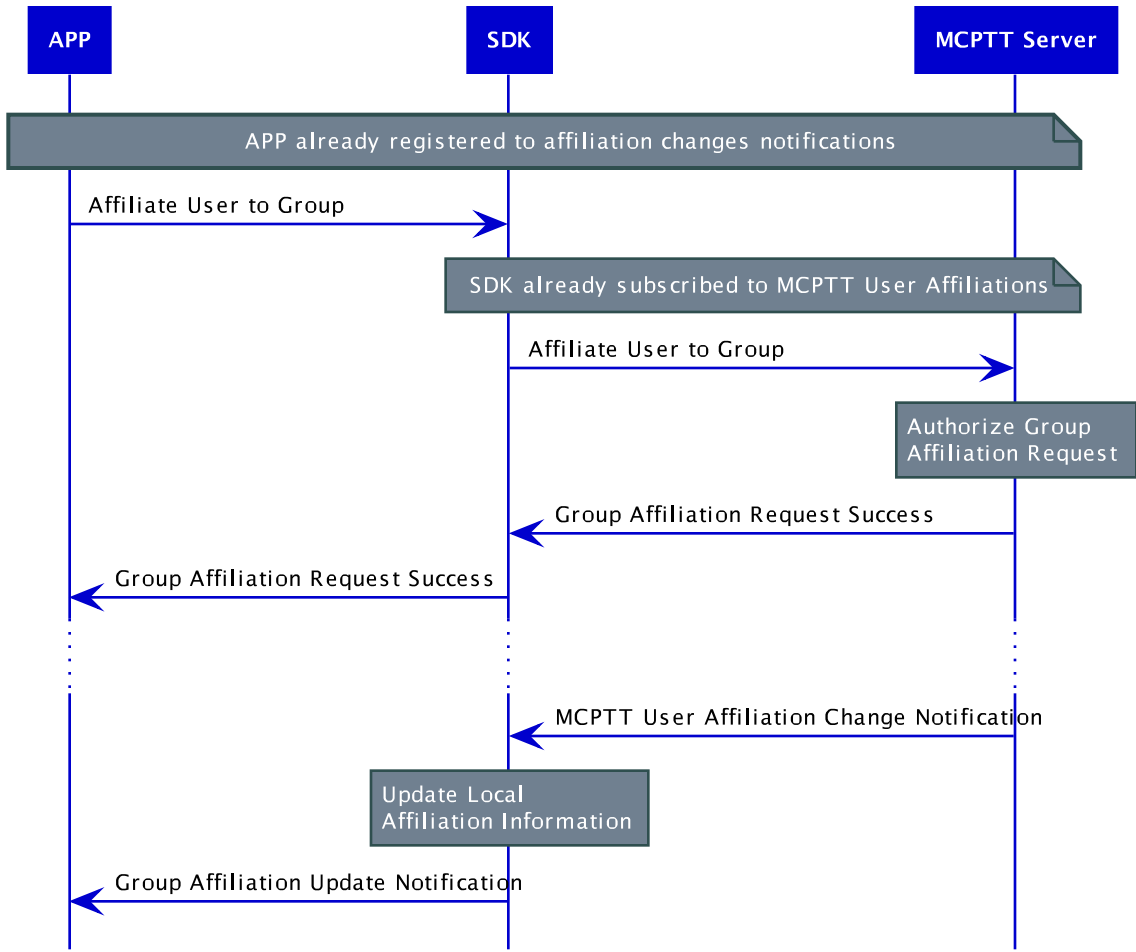 APP
SDK
MCPTT Server
APP already registered to affiliation changes notifications
Affiliate User to Group
SDK already subscribed to MCPTT User Affiliations
Affiliate User to Group
Authorize Group
Affiliation Request
Group Affiliation Request Success
Group Affiliation Request Success
MCPTT User Affiliation Change Notification
Update Local
Affiliation Information
Group Affiliation Update Notification